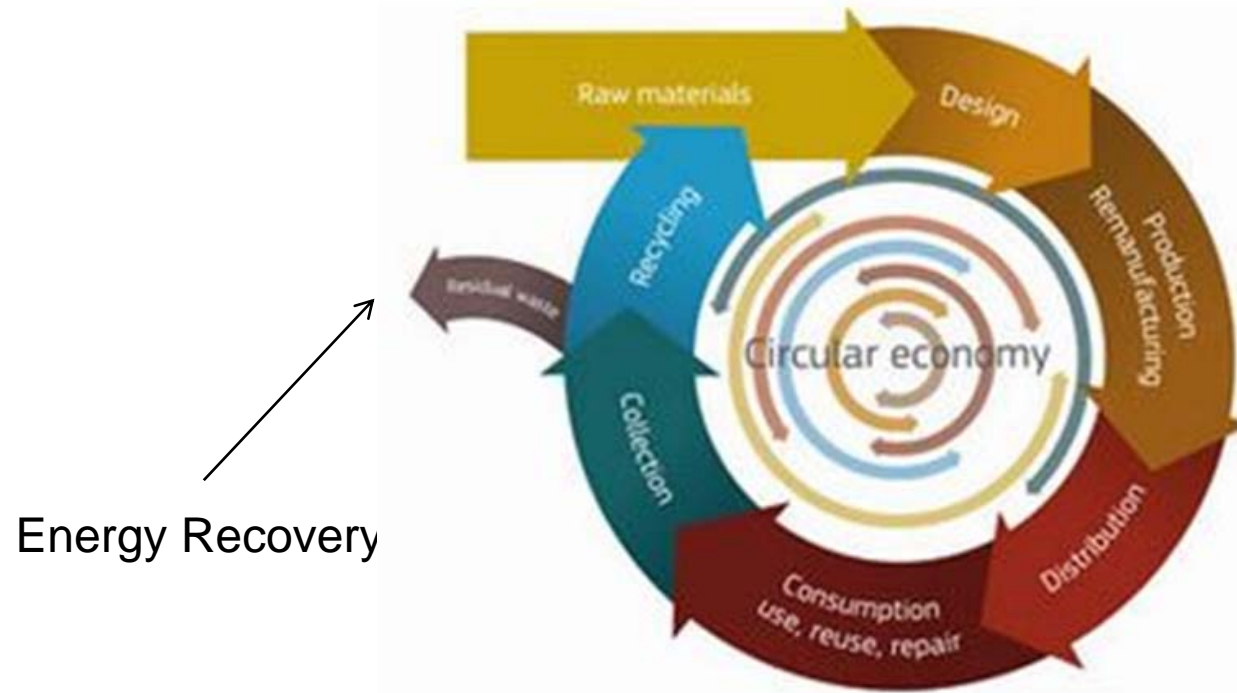 Raw materials
Design
Production
Remanufacturing
Distribution
Consumption
use, reuse, repair
Collection
Recycling
Residual waste
Circular economy
Energy Recovery